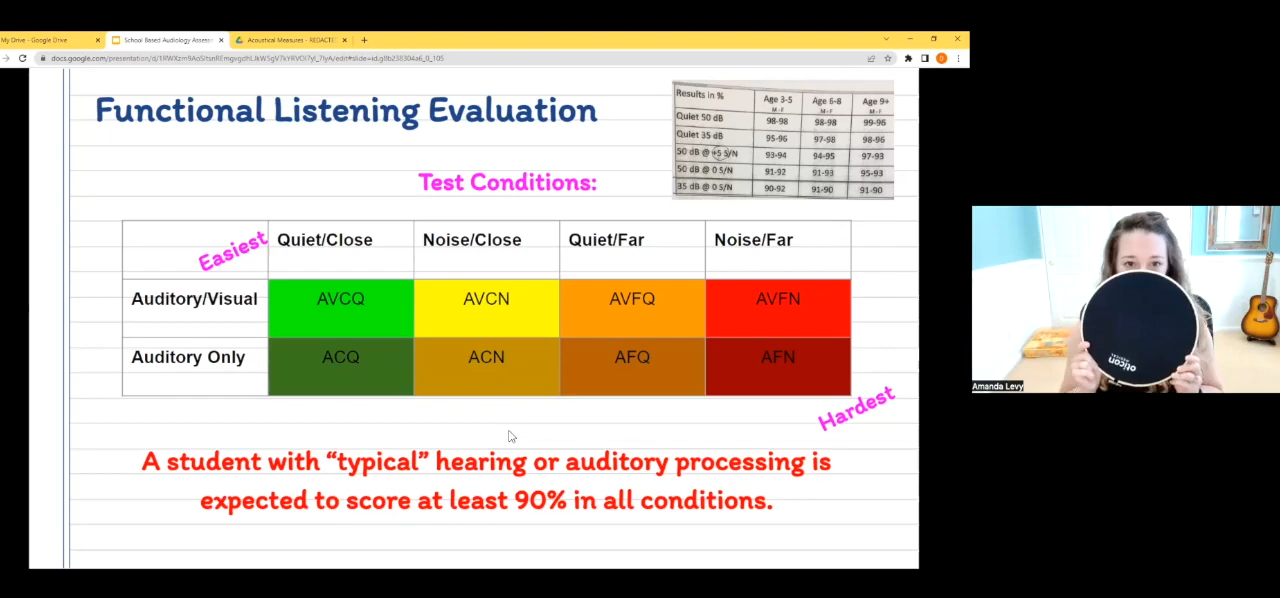 My Drive - Google Drive
School Based Audiology Assess
Acoustical Measures - REDACTE
Functional Listening Evaluation
Results in % Age 3-5 Age 6-8 Age 9+
M - F M - F M - F
Quiet 50 dB 98-98 98-98 99-96
Quiet 35 dB 95-96 97-98 98-96
50 dB @ +5 S/N 93-94 94-95 97-93
50 dB @ 0 S/N 91-92 91-93 95-93
35 dB @ 0 S/N 90-92 91-90 91-90
Test Conditions:
Easiest
Quiet/Close Noise/Close Quiet/Far Noise/Far
Auditory/Visual AVCQ AVCN AVFQ AVFN
Auditory Only ACQ ACN AFQ AFN
Hardest
A student with “typical” hearing or auditory processing is
expected to score at least 90% in all conditions.
oticon
MEDICAL
Amanda Levy